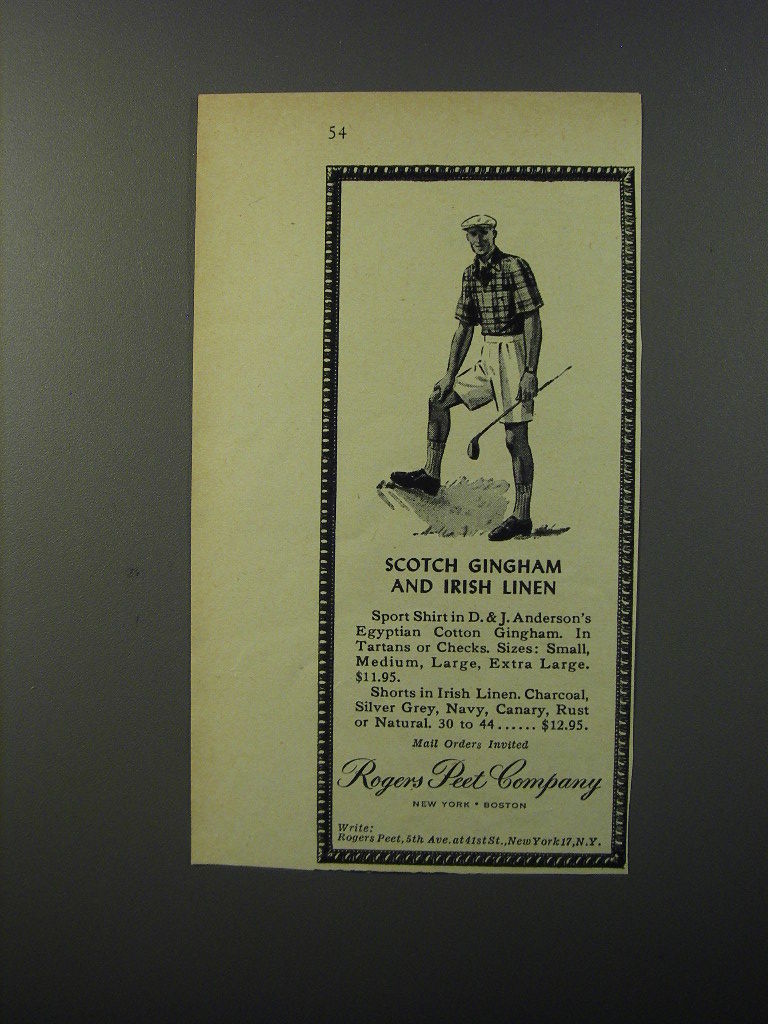 54
SCOTCH GINGHAM
AND IRISH LINEN
Sport Shirt in D. & J. Anderson's
Egyptian Cotton Gingham. In
Tartans or Checks. Sizes: Small,
Medium, Large, Extra Large.
$11.95.
Shorts in Irish Linen. Charcoal,
Silver Grey, Navy, Canary, Rust
or Natural. 30 to 44...... $12.95.
Mail Orders Invited
Rogers Peet Company
NEW YORK • BOSTON
Write:
Rogers Peet, 5th Ave. at 41st St., New York 17, N.Y.